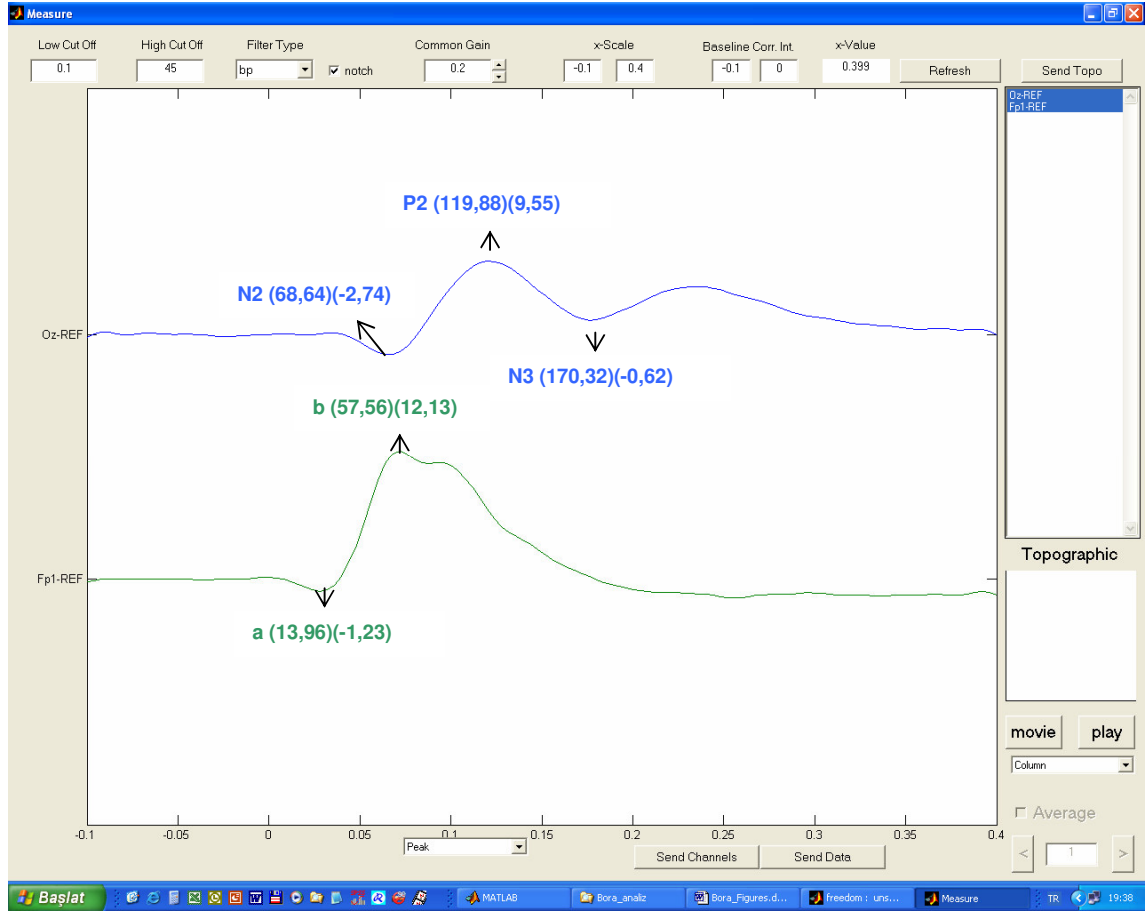 Measure
Low Cut Off
High Cut Off
Filter Type
Common Gain
x-Scale
Baseline Corr. Int.
x-Value
0.1
45
bp
notch
0.2
-0.1
0.4
-0.1
0
0.399
Refresh
Send Topo
Oz-REF
Fp1-REF
P2 (119,88)(9,55)
N2 (68,64)(-2,74)
Oz-REF
N3 (170,32)(-0,62)
b (57,56)(12,13)
Topographic
Fp1-REF
a (13,96)(-1,23)
movie
play
Column
Average
-0.1
-0.05
0
0.05
0.1
0.15
0.2
0.25
0.3
0.35
0.4
Peak
Send Channels
Send Data
<
1
>
Başlat
MATLAB
Bora_analiz
Bora_Figures.d...
freedom : uns...
Measure
TR
19:38